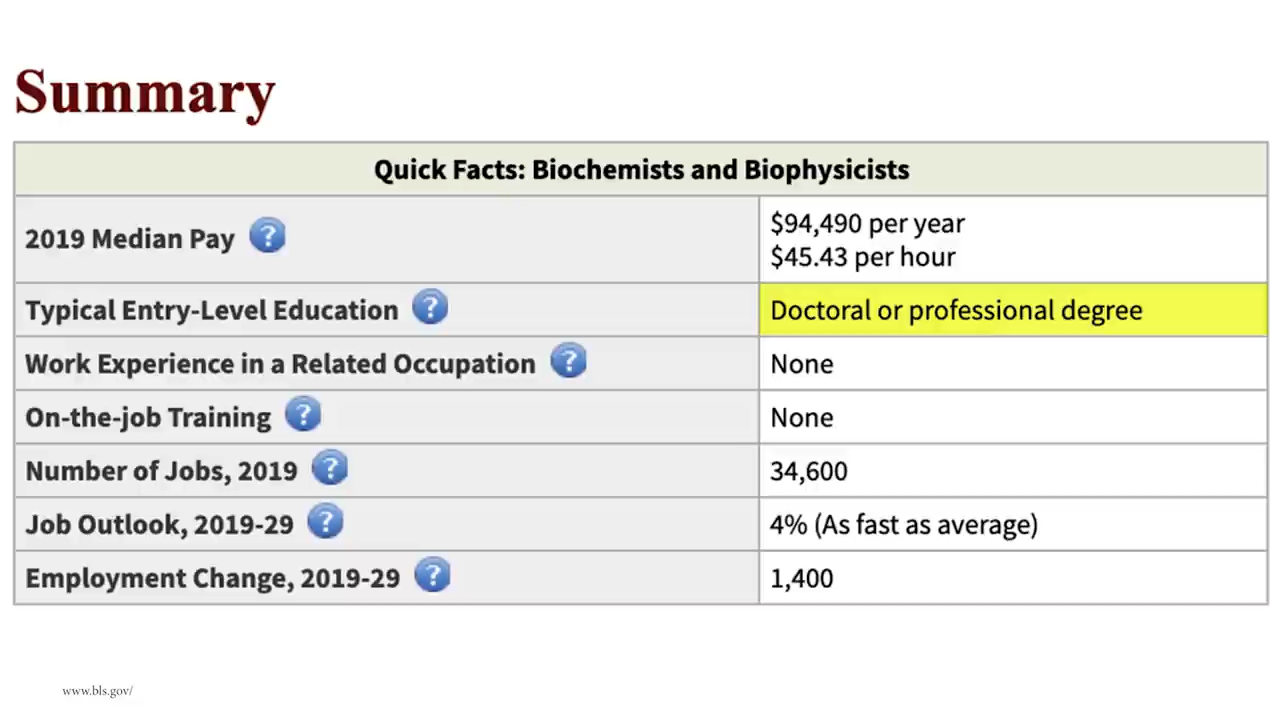 Summary
Quick Facts: Biochemists and Biophysicists
2019 Median Pay ?
$94,490 per year
$45.43 per hour
Typical Entry-Level Education ?
Doctoral or professional degree
Work Experience in a Related Occupation ?
None
On-the-job Training ?
None
Number of Jobs, 2019 ?
34,600
Job Outlook, 2019-29 ?
4% (As fast as average)
Employment Change, 2019-29 ?
1,400
www.bls.gov/